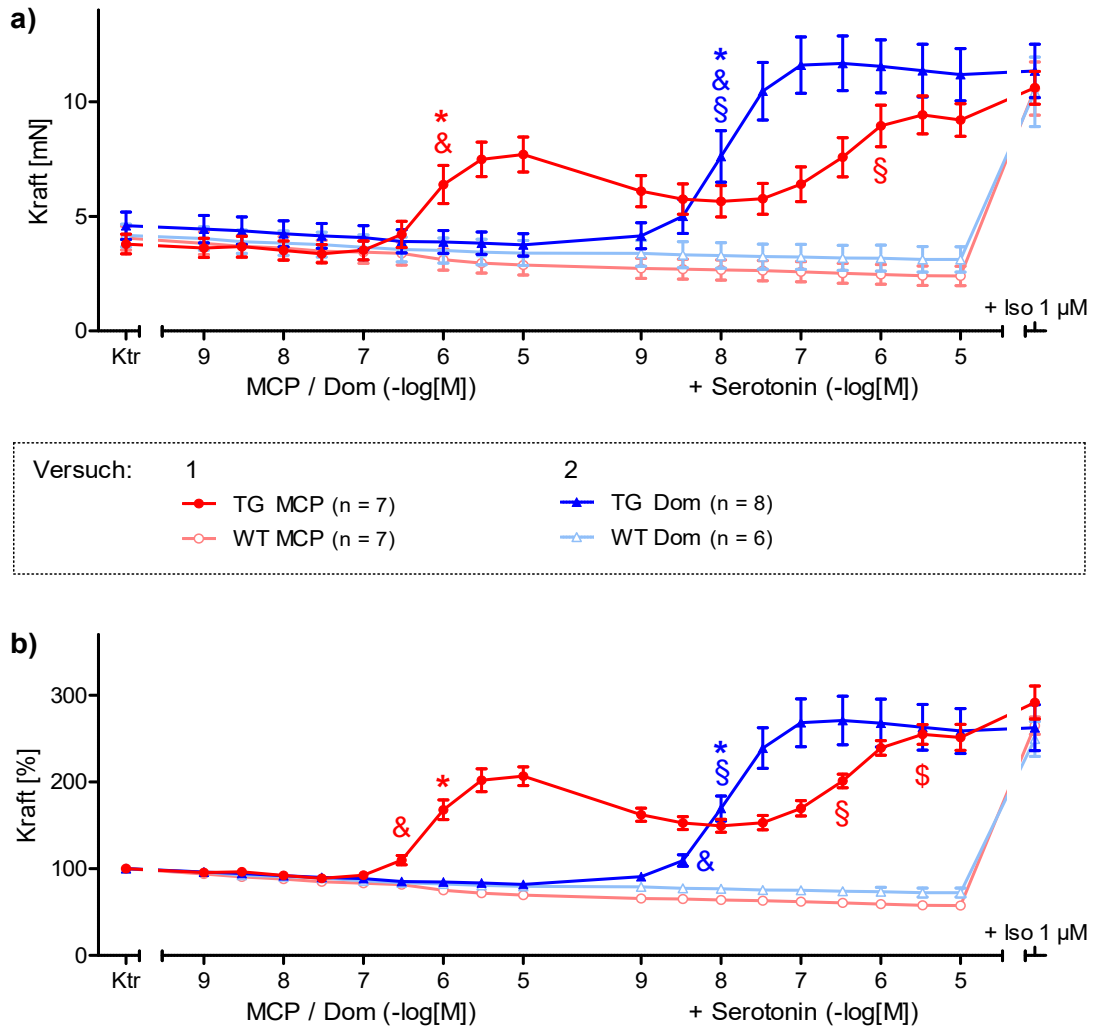 a)
Kraft [mN]
10
5
0
*
&
*
&
§
§
+ Iso 1 µM
Ktr 9 8 7 6 5 9 8 7 6 5
MCP / Dom (-log[M]) + Serotonin (-log[M])
Versuch: 1 2
TG MCP (n = 7) TG Dom (n = 8)
WT MCP (n = 7) WT Dom (n = 6)
b)
Kraft [%]
300
200
100
0
&
*
*
§
&
§
$
+ Iso 1 µM
Ktr 9 8 7 6 5 9 8 7 6 5
MCP / Dom (-log[M]) + Serotonin (-log[M])